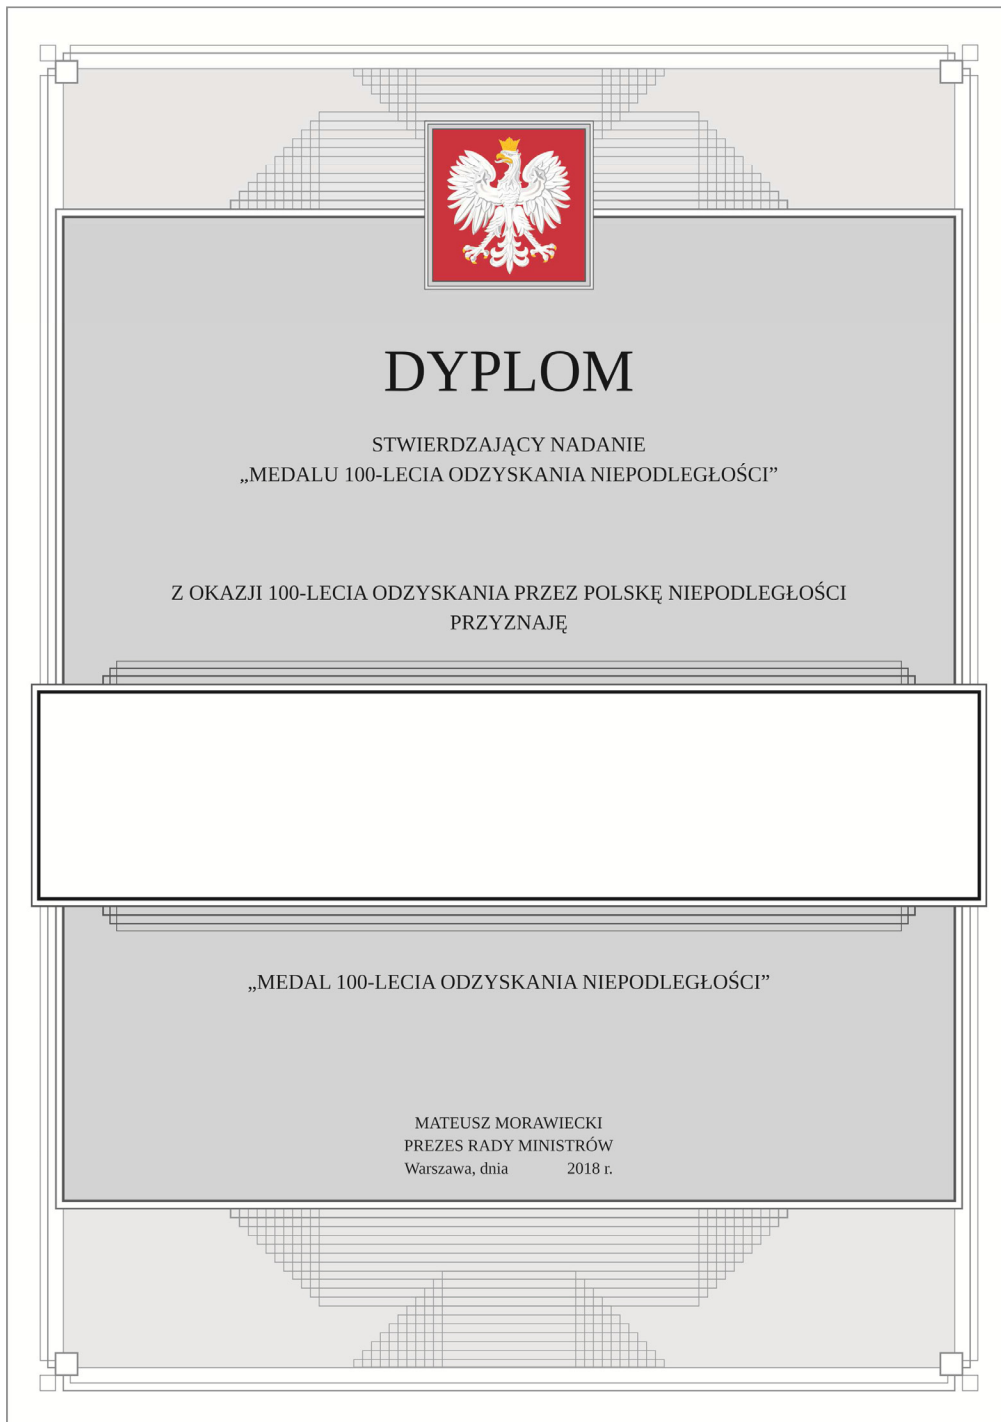 DYPLOM
STWIERDZAJĄCY NADANIE
„MEDALU 100-LECIA ODZYSKANIA NIEPODLEGŁOŚCI”
Z OKAZJI 100-LECIA ODZYSKANIA PRZEZ POLSKĘ NIEPODLEGŁOŚCI
PRZYZNAJĘ
„MEDAL 100-LECIA ODZYSKANIA NIEPODLEGŁOŚCI”
MATEUSZ MORAWIECKI
PREZES RADY MINISTRÓW
Warszawa, dnia 2018 r.